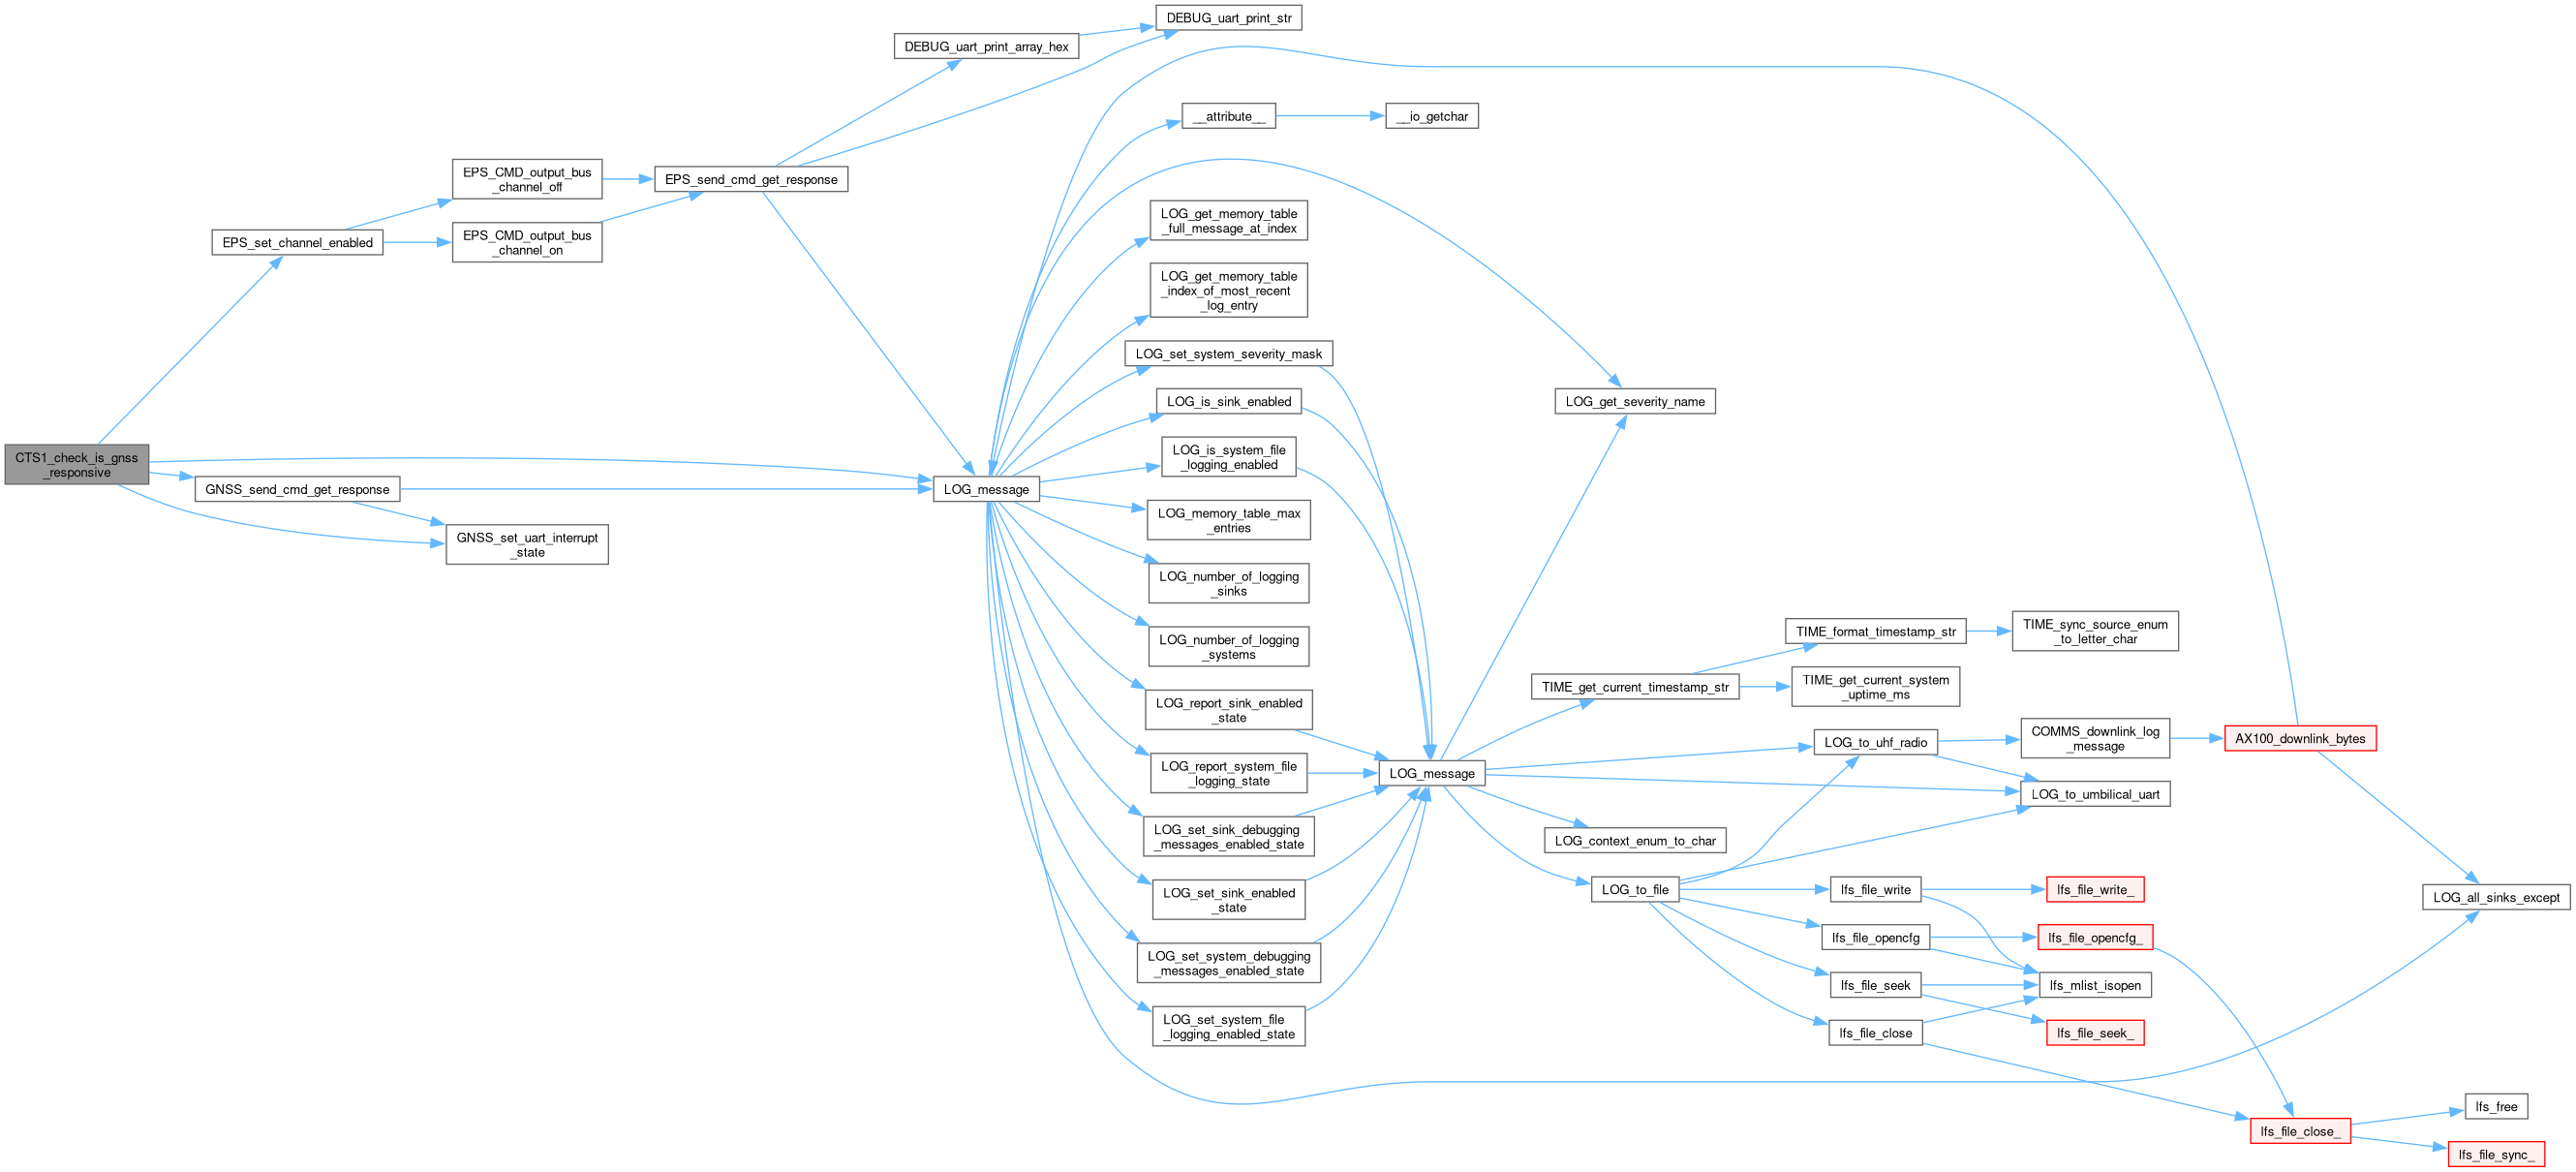 CTS1_check_is_gnss
_responsive
EPS_set_channel_enabled
GNSS_send_cmd_get_response
EPS_CMD_output_bus
_channel_off
EPS_CMD_output_bus
_channel_on
GNSS_set_uart_interrupt
_state
EPS_send_cmd_get_response
DEBUG_uart_print_array_hex
LOG_message
DEBUG_uart_print_str
__attribute__
LOG_get_memory_table
_full_message_at_index
LOG_get_memory_table
_index_of_most_recent
_log_entry
LOG_set_system_severity_mask
LOG_is_sink_enabled
LOG_is_system_file
_logging_enabled
LOG_memory_table_max
_entries
LOG_number_of_logging
_sinks
LOG_number_of_logging
_systems
LOG_report_sink_enabled
_state
LOG_report_system_file
_logging_state
LOG_set_sink_debugging
_messages_enabled_state
LOG_set_sink_enabled
_state
LOG_set_system_debugging
_messages_enabled_state
LOG_set_system_file
_logging_enabled_state
__io_getchar
LOG_message
LOG_get_severity_name
TIME_get_current_timestamp_str
LOG_context_enum_to_char
LOG_to_file
TIME_format_timestamp_str
TIME_get_current_system
_uptime_ms
LOG_to_uhf_radio
lfs_file_write
lfs_file_opencfg
lfs_file_seek
lfs_file_close
TIME_sync_source_enum
_to_letter_char
COMMS_downlink_log
_message
LOG_to_umbilical_uart
lfs_file_write_
lfs_file_opencfg_
lfs_mlist_isopen
lfs_file_seek_
AX100_downlink_bytes
lfs_file_close_
LOG_all_sinks_except
lfs_free
lfs_file_sync_